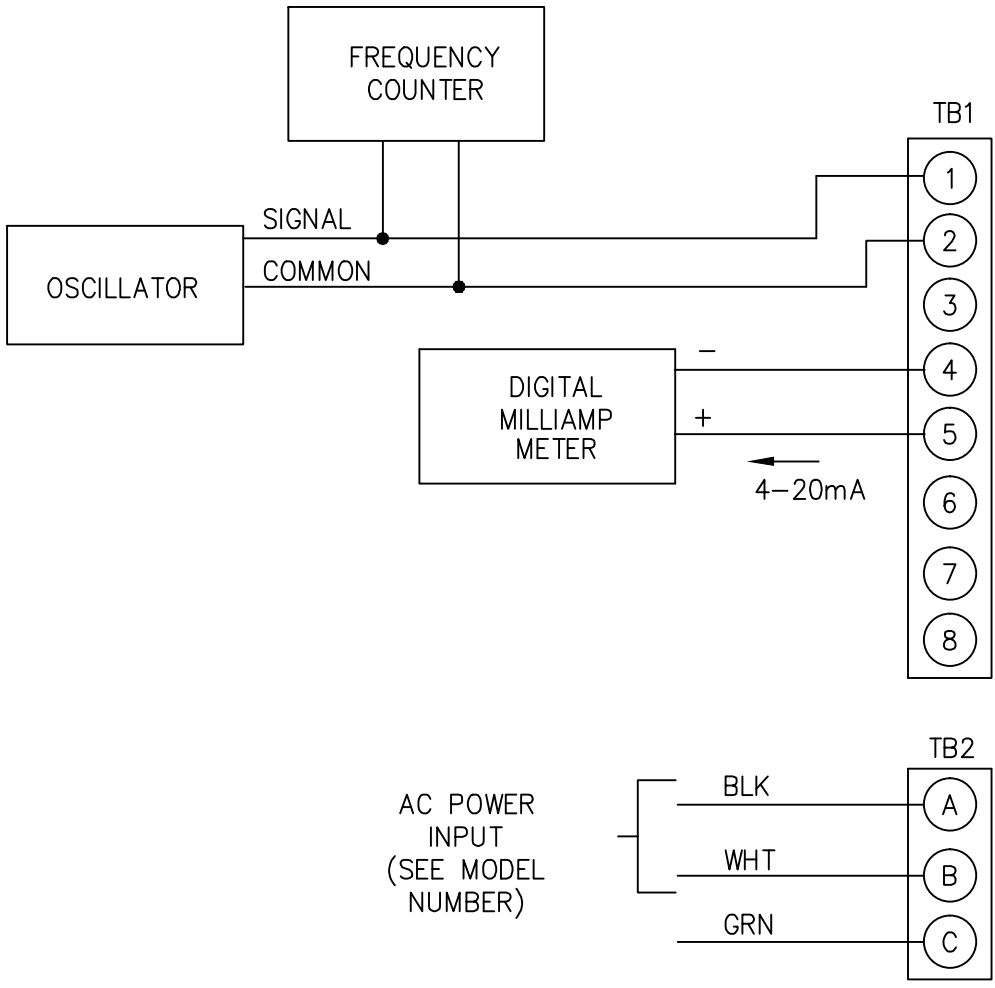 FREQUENCY
COUNTER
TB1
1
SIGNAL
2
COMMON
OSCILLATOR
3
−
4
DIGITAL
MILLIAMP
METER
+
5
4−20mA
6
7
8
TB2
BLK
A
AC POWER
INPUT
(SEE MODEL
NUMBER)
WHT
B
GRN
C